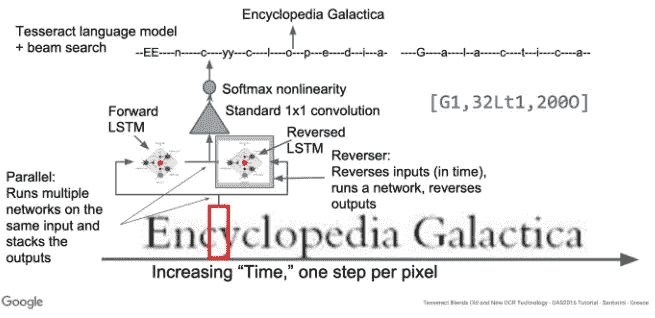 Encyclopedia Galactica
Tesseract language model
+ beam search
--EE---n----c---yy--c---l---o---p---e---d---i---a-   ---G---a---l---a---c---t---i---c---a--
Softmax nonlinearity
Standard 1x1 convolution
[G1,32Lt1,200O]
Forward
LSTM
Reversed
LSTM
Parallel:
Runs multiple
networks on the
same input and
stacks the
outputs
Reverser:
Reverses inputs (in time),
runs a network, reverses
outputs
Encyclopedia Galactica
Increasing “Time,” one step per pixel
Google
Tesseract Blends Old and New OCR Technology - DAS2016 Tutorial - Santorini - Greece